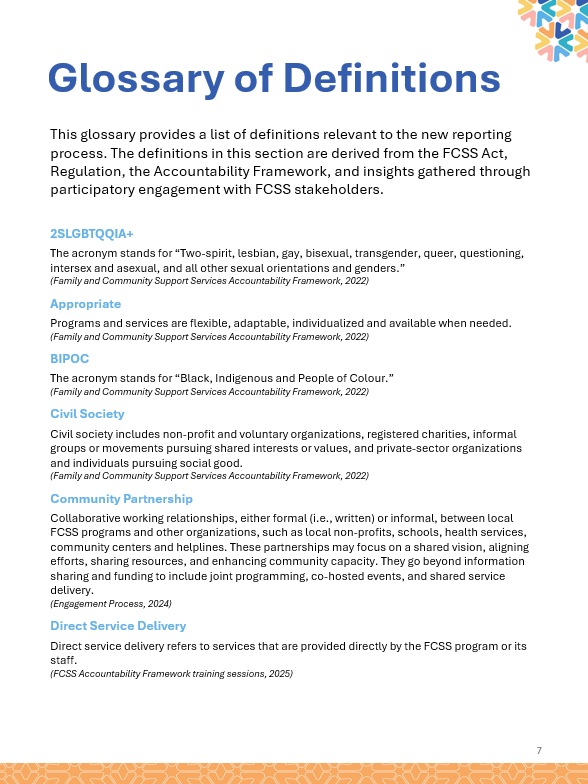 Glossary of Definitions
This glossary provides a list of definitions relevant to the new reporting
process. The definitions in this section are derived from the FCSS Act,
Regulation, the Accountability Framework, and insights gathered through
participatory engagement with FCSS stakeholders.
2SLGBTQQIA+
The acronym stands for “Two-spirit, lesbian, gay, bisexual, transgender, queer, questioning,
intersex and asexual, and all other sexual orientations and genders.”
(Family and Community Support Services Accountability Framework, 2022)
Appropriate
Programs and services are flexible, adaptable, individualized and available when needed.
(Family and Community Support Services Accountability Framework, 2022)
BIPOC
The acronym stands for “Black, Indigenous and People of Colour.”
(Family and Community Support Services Accountability Framework, 2022)
Civil Society
Civil society includes non-profit and voluntary organizations, registered charities, informal
groups or movements pursuing shared interests or values, and private-sector organizations
and individuals pursuing social good.
(Family and Community Support Services Accountability Framework, 2022)
Community Partnership
Collaborative working relationships, either formal (i.e., written) or informal, between local
FCSS programs and other organizations, such as local non-profits, schools, health services,
community centers and helplines. These partnerships may focus on a shared vision, aligning
efforts, sharing resources, and enhancing community capacity. They go beyond information
sharing and funding to include joint programming, co-hosted events, and shared service
delivery.
(Engagement Process, 2024)
Direct Service Delivery
Direct service delivery refers to services that are provided directly by the FCSS program or its
staff.
(FCSS Accountability Framework training sessions, 2025)
7